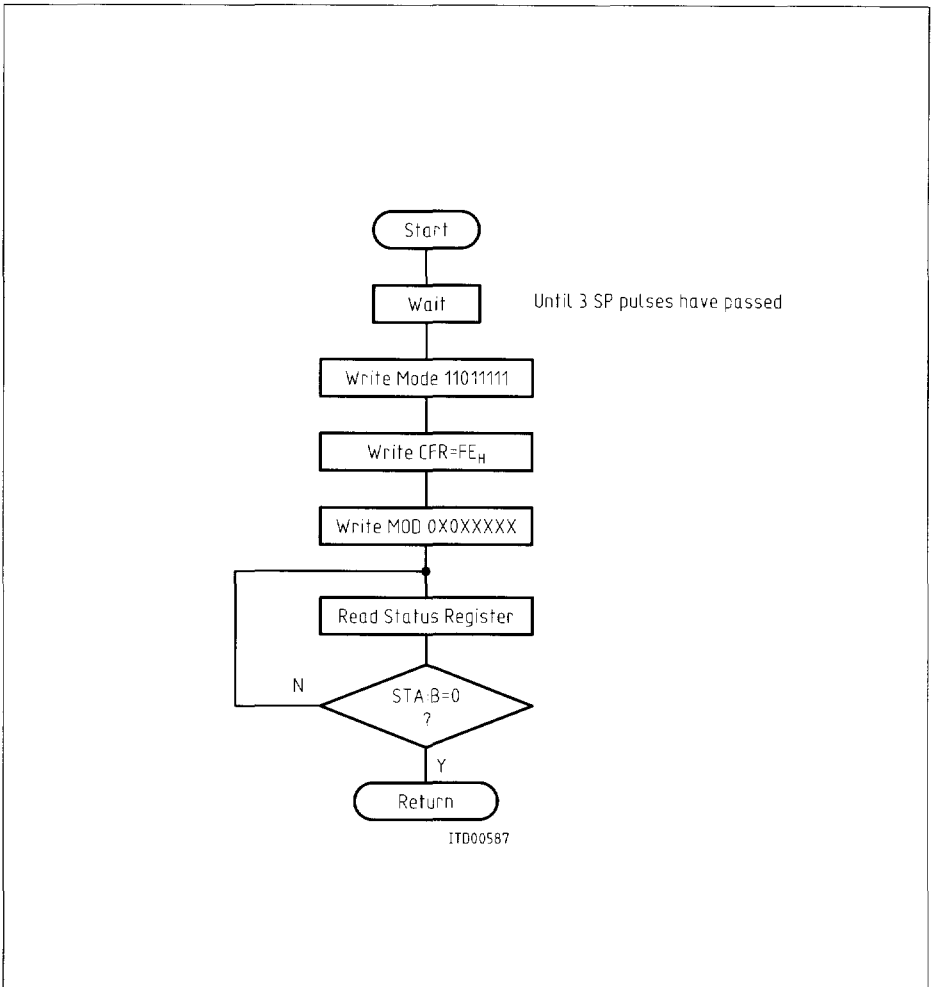 Start
Wait
Until 3 SP pulses have passed
Write Mode 11011111
Write CFR=FEH
Write MOD 0X0XXXXX
Read Status Register
N
STA:B=0
?
Y
Return
ITD00587